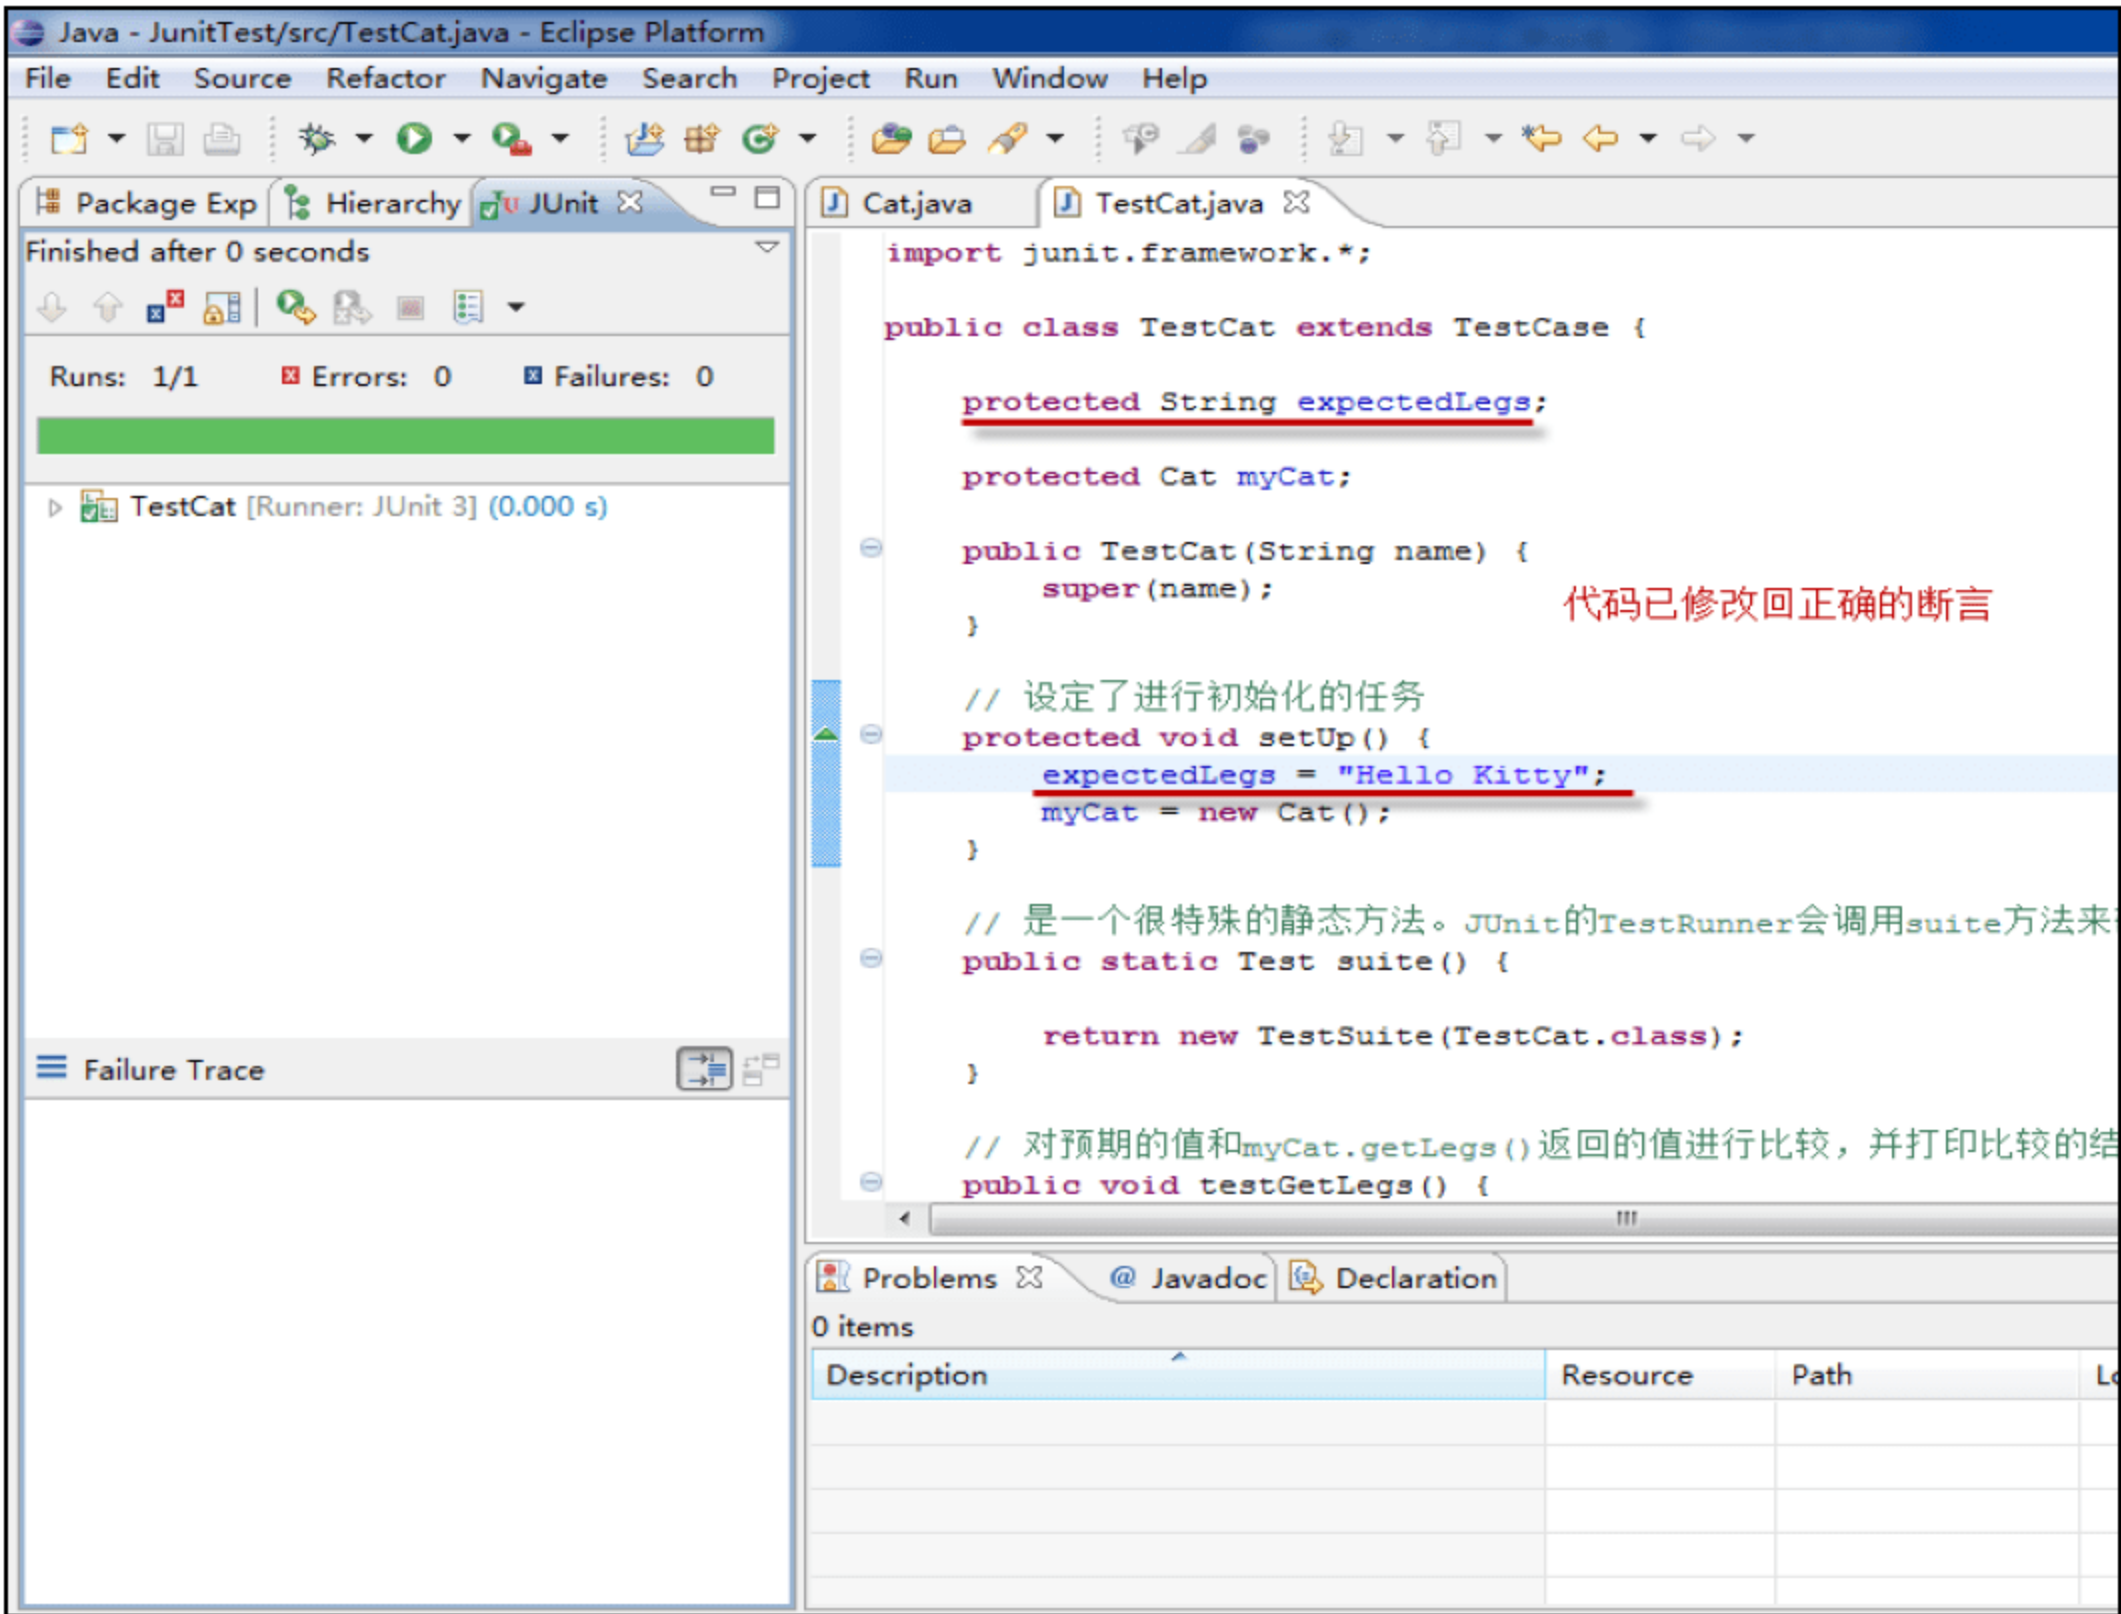 Java - JunitTest/src/TestCat.java - Eclipse Platform
File Edit Source Refactor Navigate Search Project Run Window Help
Package Exp Hierarchy JUnit
Finished after 0 seconds
Runs: 1/1 Errors: 0 Failures: 0
TestCat [Runner: JUnit 3] (0.000 s)
Failure Trace
Cat.java TestCat.java
import junit.framework.*;
public class TestCat extends TestCase {
protected String expectedLegs;
protected Cat myCat;
public TestCat(String name) {
super(name);
}
代码已修改回正确的断言
// 设定了进行初始化的任务
protected void setUp() {
expectedLegs = "Hello Kitty";
myCat = new Cat();
}
// 是一个很特殊的静态方法。JUnit的TestRunner会调用suite方法来
public static Test suite() {
return new TestSuite(TestCat.class);
}
// 对预期的值和myCat.getLegs()返回的值进行比较，并打印比较的结
public void testGetLegs() {
Problems @ Javadoc Declaration
0 items
Description Resource Path